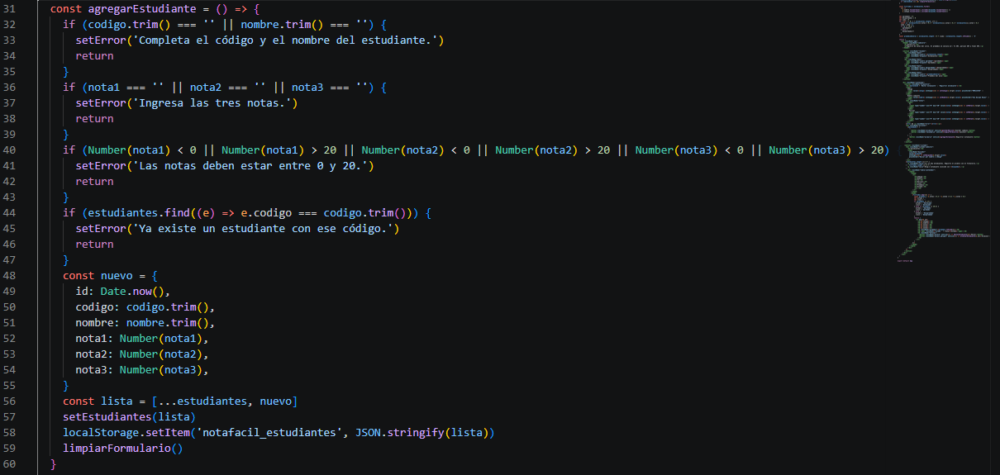 31 const agregarEstudiante = () => {
32 if (codigo.trim() === '' || nombre.trim() === '') {
33 setError('Completa el código y el nombre del estudiante.')
34 return
35 }
36 if (nota1 === '' || nota2 === '' || nota3 === '') {
37 setError('Ingresa las tres notas.')
38 return
39 }
40 if (Number(nota1) < 0 || Number(nota1) > 20 || Number(nota2) < 0 || Number(nota2) > 20 || Number(nota3) < 0 || Number(nota3) > 20)
41 setError('Las notas deben estar entre 0 y 20.')
42 return
43 }
44 if (estudiantes.find((e) => e.codigo === codigo.trim())) {
45 setError('Ya existe un estudiante con ese código.')
46 return
47 }
48 const nuevo = {
49 id: Date.now(),
50 codigo: codigo.trim(),
51 nombre: nombre.trim(),
52 nota1: Number(nota1),
53 nota2: Number(nota2),
54 nota3: Number(nota3),
55 }
56 const lista = [...estudiantes, nuevo]
57 setEstudiantes(lista)
58 localStorage.setItem('notafacil_estudiantes', JSON.stringify(lista))
59 limpiarFormulario()
60 }